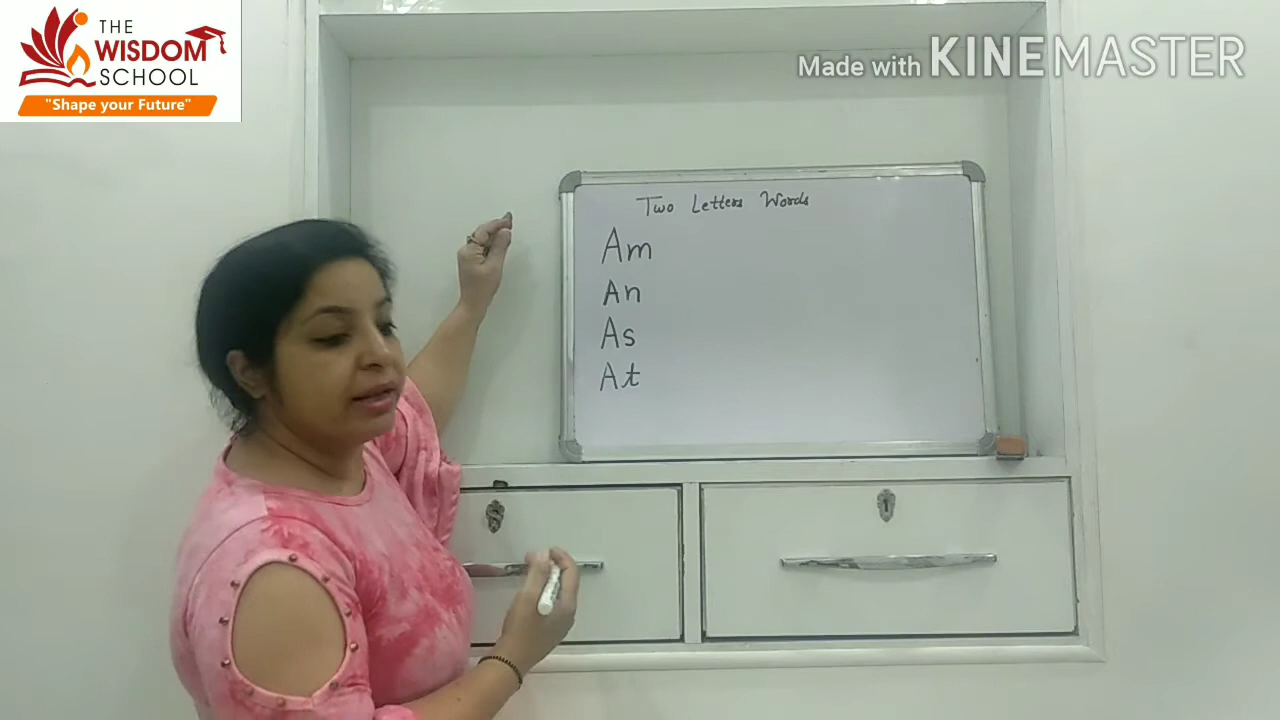 THE
WISDOM
SCHOOL
"Shape your Future"
Made with KINEMASTER
Two Letters Words
Am
An
As
At